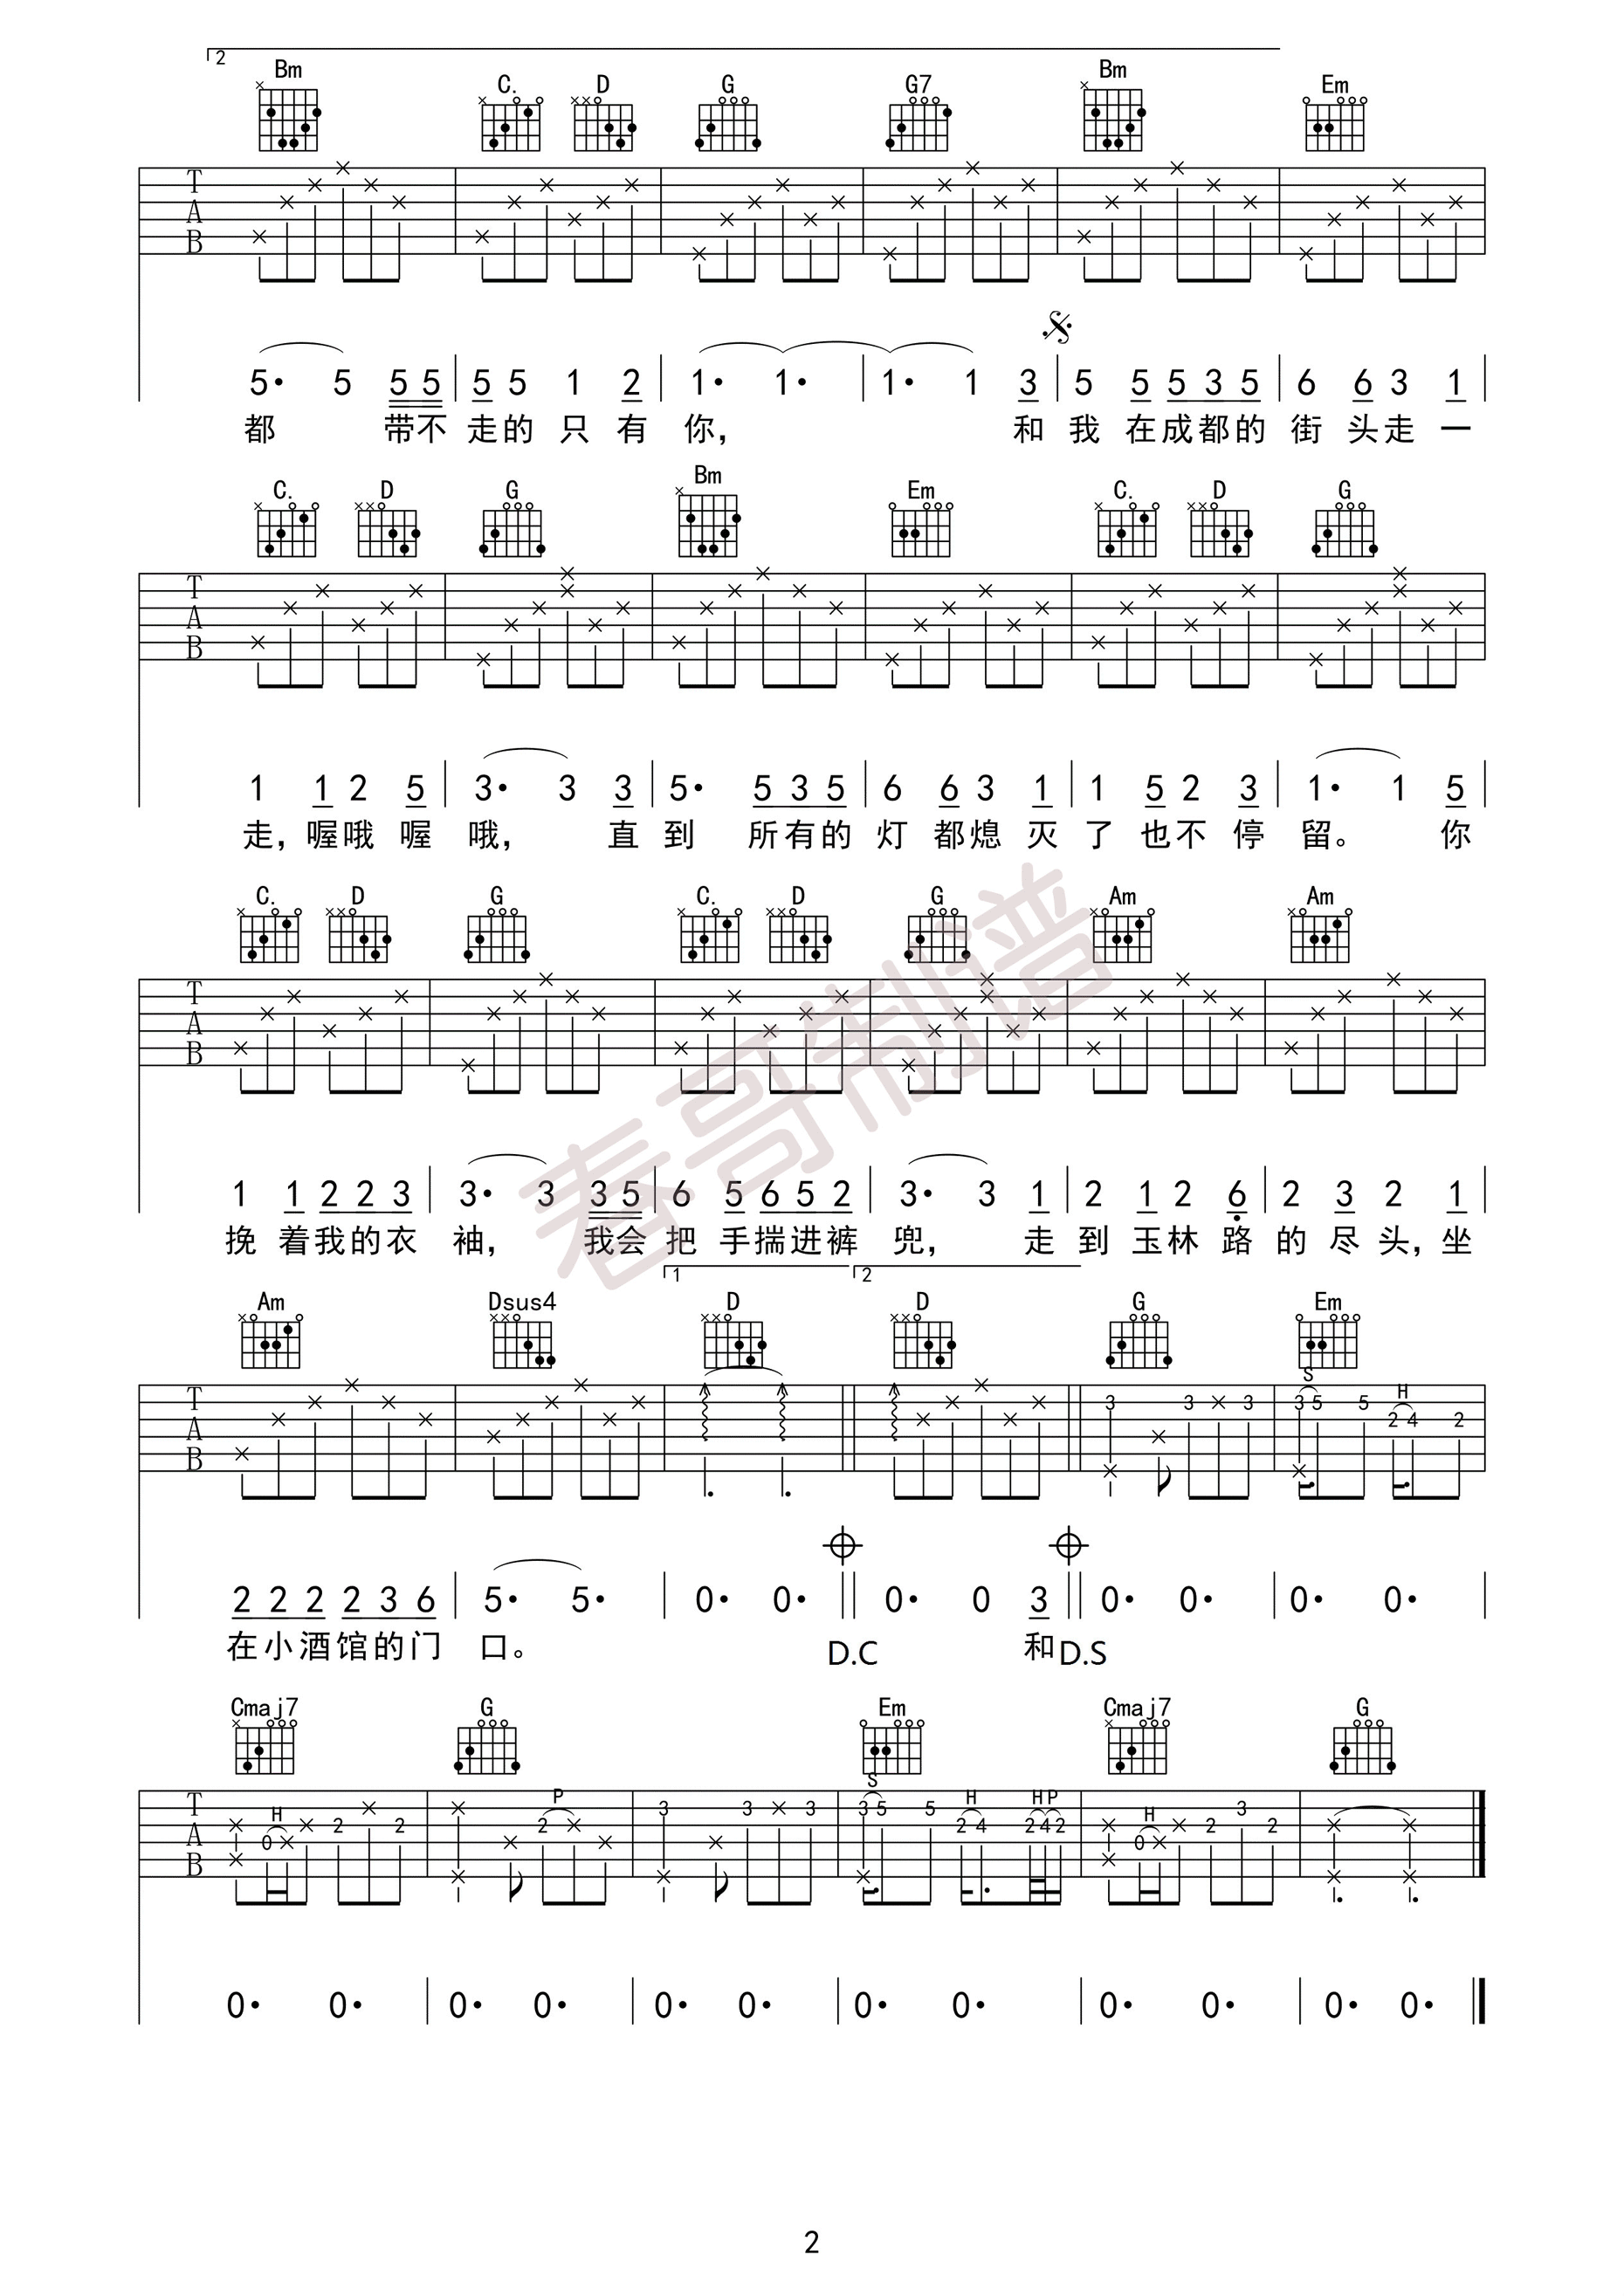 2
Bm C. D G G7 Bm Em
T
A
B
5· 5 5 5 5 5 1 2 1· 1· 1· 1 3 5 5 5 3 5 6 6 3 1
都 带不 走的 只 有 你， 和 我 在成都的 街 头走 一
C. D G Bm Em C. D G
T
A
B
1 1 2 5 3· 3 3 5· 5 3 5 6 6 3 1 1 5 2 3 1· 1 5
走，喔哦 喔 哦， 直 到 所有的 灯 都熄 灭 了 也不 停 留。 你
C. D G C. D G Am Am
T
A
B
1 1 2 2 3 3· 3 3 5 6 5 6 5 2 3· 3 1 2 1 2 6 2 3 2 1
挽 着我的衣 袖， 我会 把 手揣进裤 兜， 走 到 玉林 路 的 尽 头，坐
1 2
Am Dsus4 D D G Em
S H
T
A
B
3 3 3 3 5 5 2 4 2
2 2 2 2 3 6 5· 5· 0· 0· 0· 0 3 0· 0· 0· 0·
在小酒馆的门 口。 D.C 和D.S
Cmaj7 G Em Cmaj7 G
H P S H H P H
T
A
B
0 2 2 2 3 3 3 3 5 5 2 4 2 4 2 0 2 3 2
0· 0· 0· 0· 0· 0· 0· 0· 0· 0· 0· 0·
春哥制谱
2